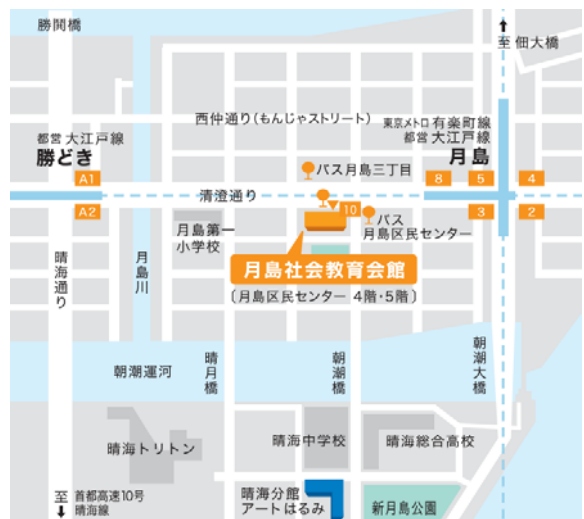 勝閧橋
至 佃大橋
西仲通り(もんじゃストリート)
東京メトロ 有楽町線
都営 大江戸線
月島
都営 大江戸線
勝どき
バス月島三丁目
A1
8
5
4
清澄通り
A2
10
3
2
バス
月島区民センター
月島第一
小学校
晴海通り
月島川
月島社会教育会館
〔月島区民センター 4階・5階〕
朝潮運河
晴月橋
朝潮橋
朝潮大橋
晴海トリトン
晴海中学校
晴海総合高校
至 首都高速10号
晴海線
晴海分館
アートはるみ
新月島公園